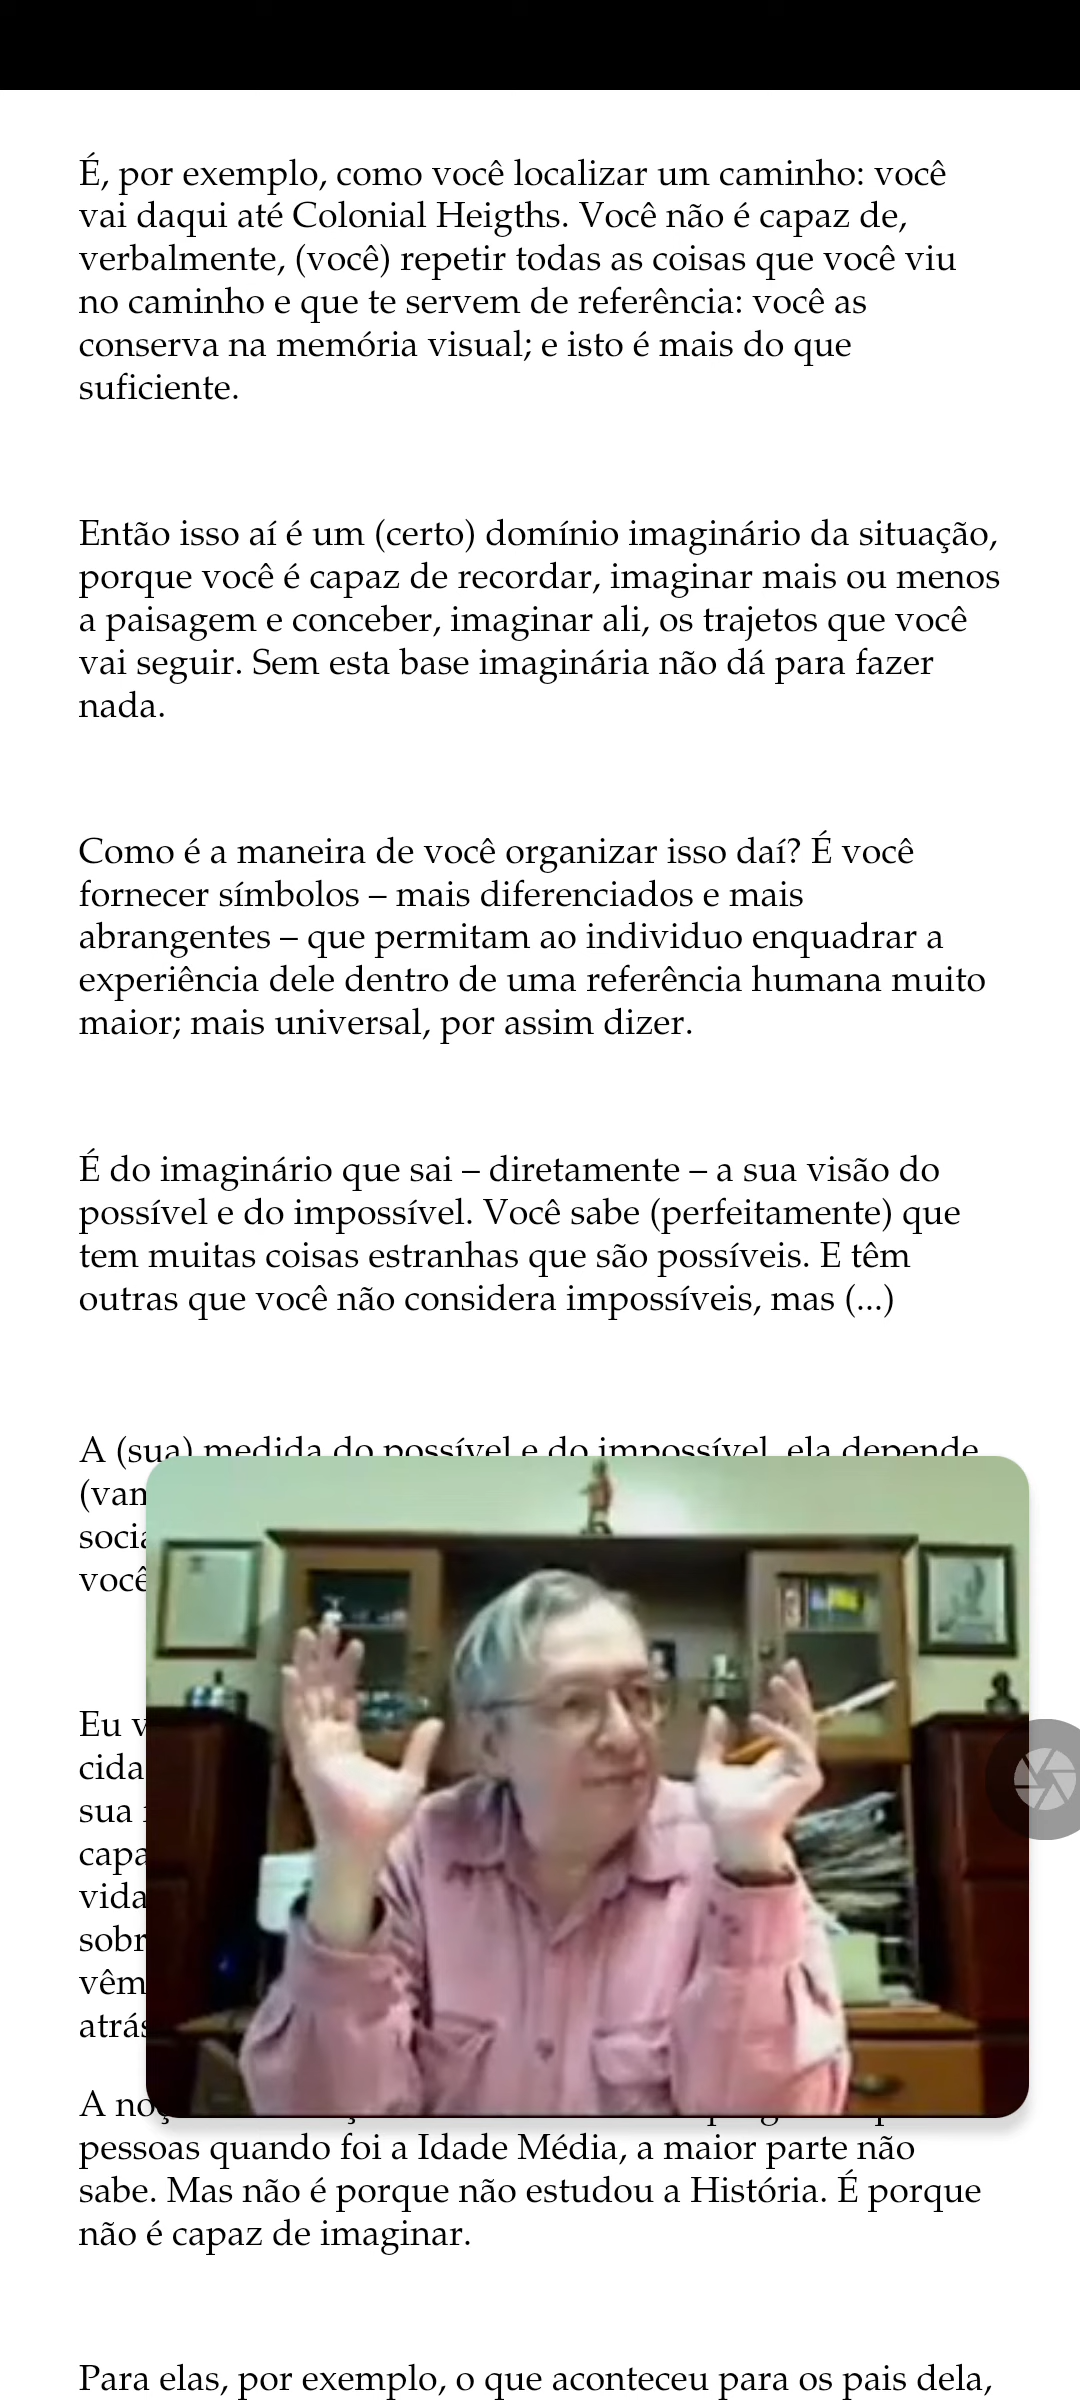 É, por exemplo, como você localizar um caminho: você
vai daqui até Colonial Heigths. Você não é capaz de,
verbalmente, (você) repetir todas as coisas que você viu
no caminho e que te servem de referência: você as
conserva na memória visual; e isto é mais do que
suficiente.
Então isso aí é um (certo) domínio imaginário da situação,
porque você é capaz de recordar, imaginar mais ou menos
a paisagem e conceber, imaginar ali, os trajetos que você
vai seguir. Sem esta base imaginária não dá para fazer
nada.
Como é a maneira de você organizar isso daí? É você
fornecer símbolos – mais diferenciados e mais
abrangentes – que permitam ao individuo enquadrar a
experiência dele dentro de uma referência humana muito
maior; mais universal, por assim dizer.
É do imaginário que sai – diretamente – a sua visão do
possível e do impossível. Você sabe (perfeitamente) que
tem muitas coisas estranhas que são possíveis. E têm
outras que você não considera impossíveis, mas (...)
A (sua) medida do possível e do impossível, ela depende
você
Eu
sua
vêm
A
pessoas quando foi a Idade Média, a maior parte não
sabe. Mas não é porque não estudou a História. É porque
não é capaz de imaginar.
Para elas, por exemplo, o que aconteceu para os pais dela,